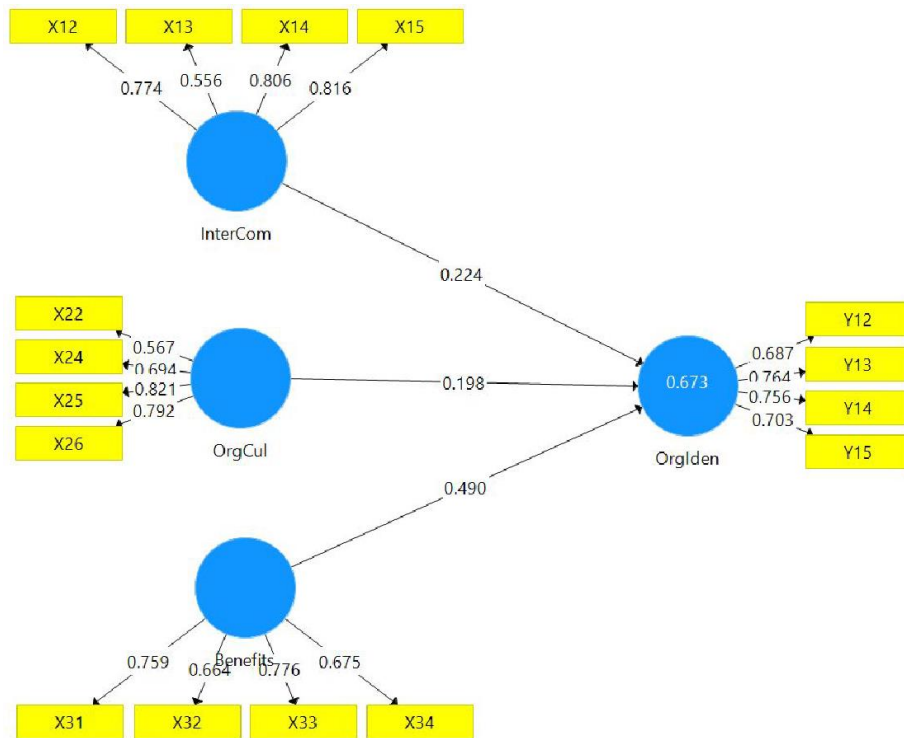 X12 X13 X14 X15
0.774 0.556 0.806 0.816
InterCom
0.224
X22
0.567
X24
0.694
X25
0.821
X26
0.792
OrgCul
0.198
0.673
OrgIden
Y12
0.687
Y13
0.764
Y14
0.756
Y15
0.703
0.490
Benefits
0.759 0.664 0.776 0.675
X31 X32 X33 X34